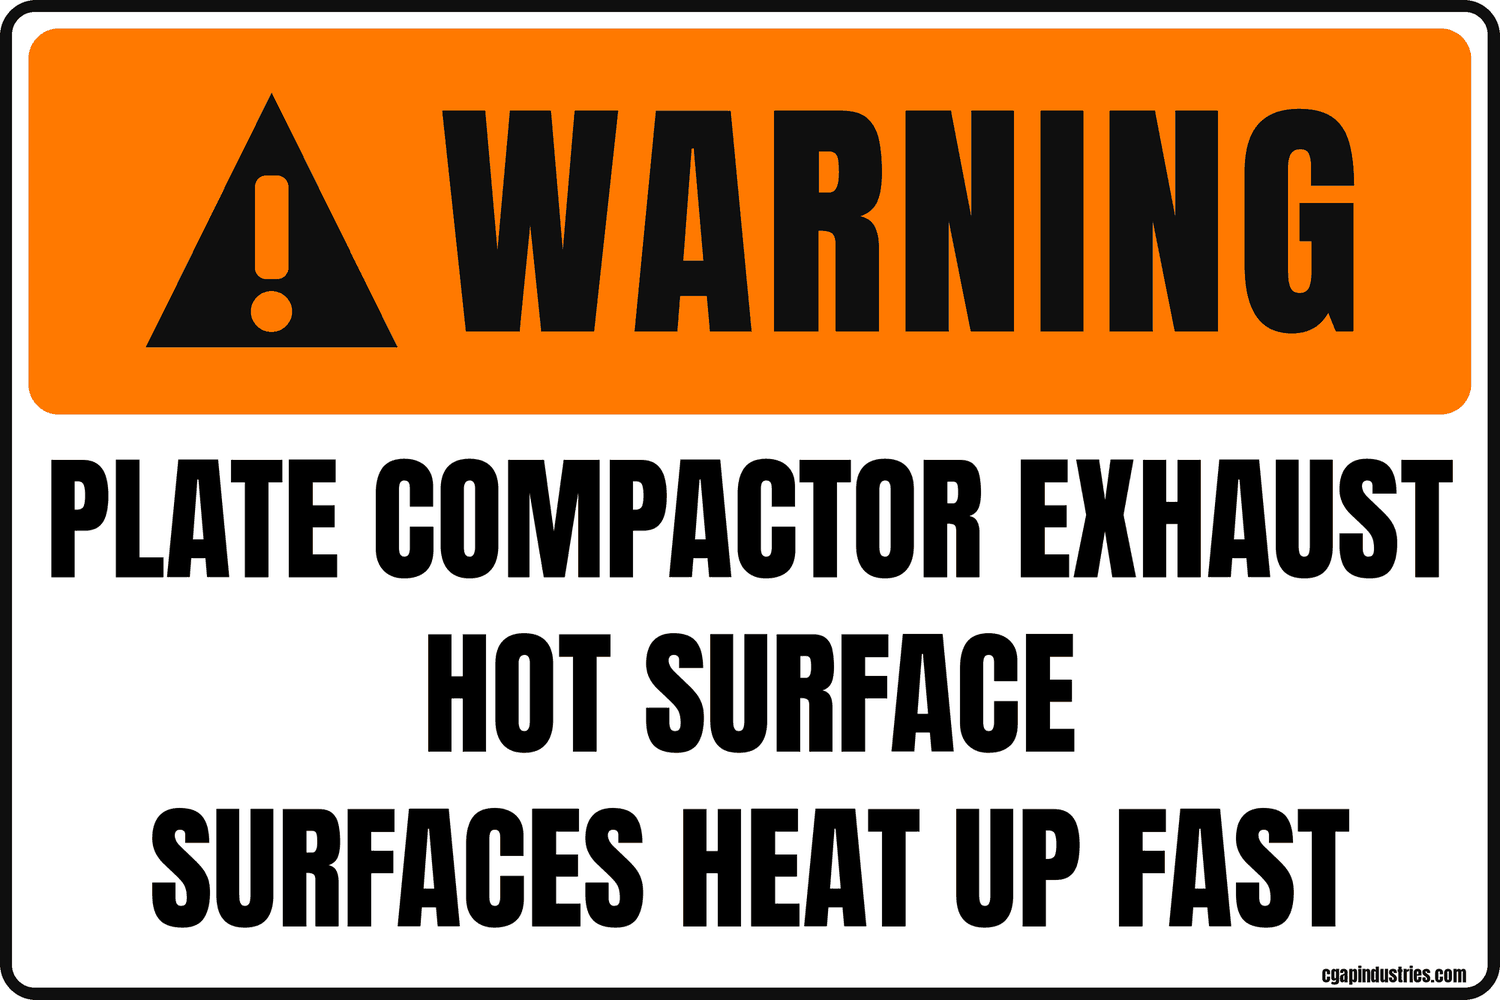 WARNING
PLATE COMPACTOR EXHAUST
HOT SURFACE
SURFACES HEAT UP FAST
cgapindustries.com